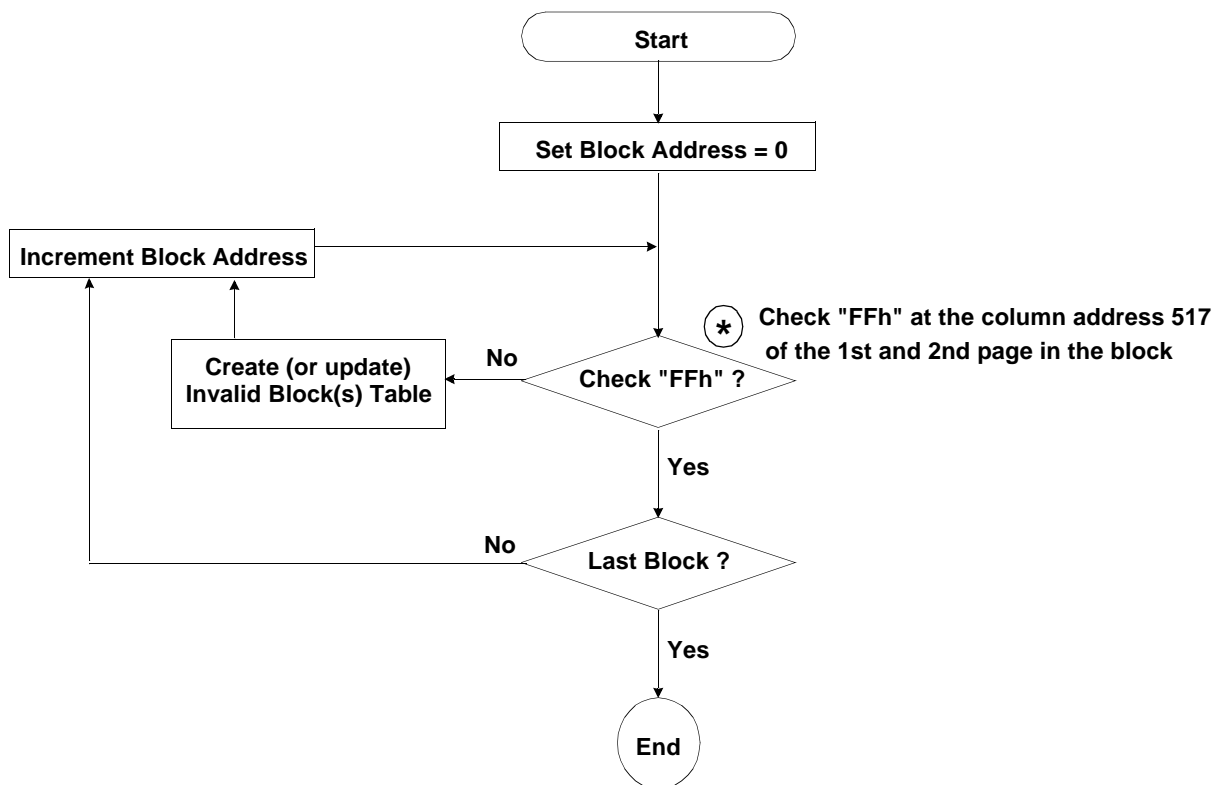 Start
Set Block Address = 0
Increment Block Address
*
Check "FFh" at the column address 517
of the 1st and 2nd page in the block
No
Create (or update)
Invalid Block(s) Table
Check "FFh" ?
Yes
No
Last Block ?
Yes
End